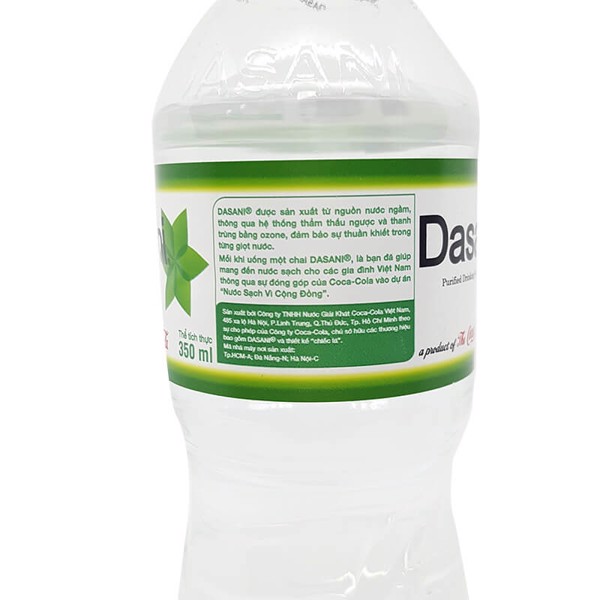 DASANI
DASANI® được sản xuất từ nguồn nước ngầm,
thông qua hệ thống thẩm thấu ngược và thanh
trùng bằng ozone, đảm bảo sự thuần khiết trong
từng giọt nước.
Mỗi khi uống một chai DASANI®, là bạn đã giúp
mang đến nước sạch cho các gia đình Việt Nam
thông qua sự đóng góp của Coca-Cola vào dự án
“Nước Sạch Vì Cộng Đồng”.
Sản xuất bởi Công ty TNHH Nước Giải Khát Coca-Cola Việt Nam,
485 xa lộ Hà Nội, P.Linh Trung, Q.Thủ Đức, Tp. Hồ Chí Minh theo
sự cho phép của Công ty Coca-Cola, chủ sở hữu các thương hiệu
bao gồm DASANI® và thiết kế “chiếc lá”.
Mã nhà máy nơi sản xuất:
Tp.HCM-A; Đà Nẵng-N; Hà Nội-C
Thể tích thực
350 ml
Dasa
Purified Drinkin
a product of The